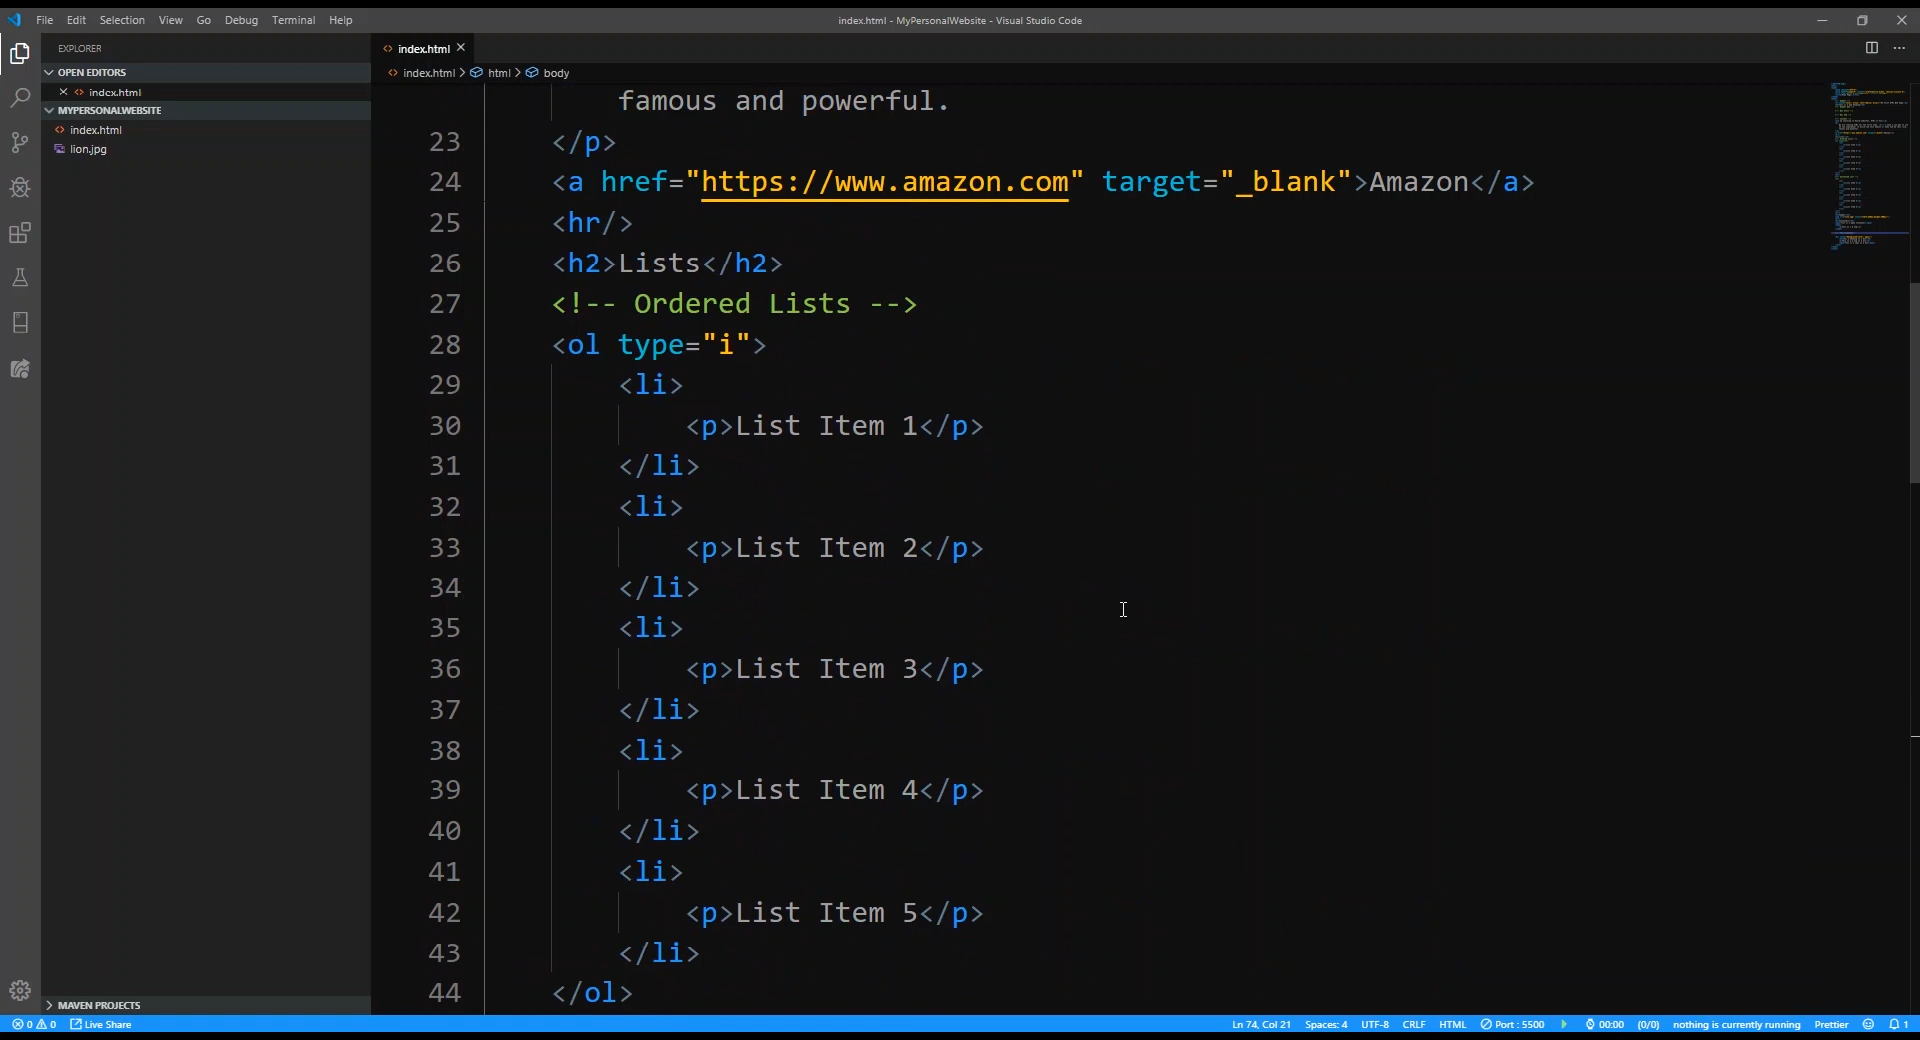 File Edit Selection View Go Debug Terminal Help
index.html - MyPersonalWebsite - Visual Studio Code
EXPLORER
OPEN EDITORS
index.html
MYPERSONALWEBSITE
index.html
lion.jpg
MAVEN PROJECTS
index.html
index.html > html > body
famous and powerful.
23 </p>
24 <a href="https://www.amazon.com" target="_blank">Amazon</a>
25 <hr/>
26 <h2>Lists</h2>
27 <!-- Ordered Lists -->
28 <ol type="i">
29 <li>
30 <p>List Item 1</p>
31 </li>
32 <li>
33 <p>List Item 2</p>
34 </li>
35 <li>
36 <p>List Item 3</p>
37 </li>
38 <li>
39 <p>List Item 4</p>
40 </li>
41 <li>
42 <p>List Item 5</p>
43 </li>
44 </ol>
0 0 Live Share
Ln 74, Col 21 Spaces: 4 UTF-8 CRLF HTML Port : 5500 00:00 (0/0) nothing is currently running Prettier 1